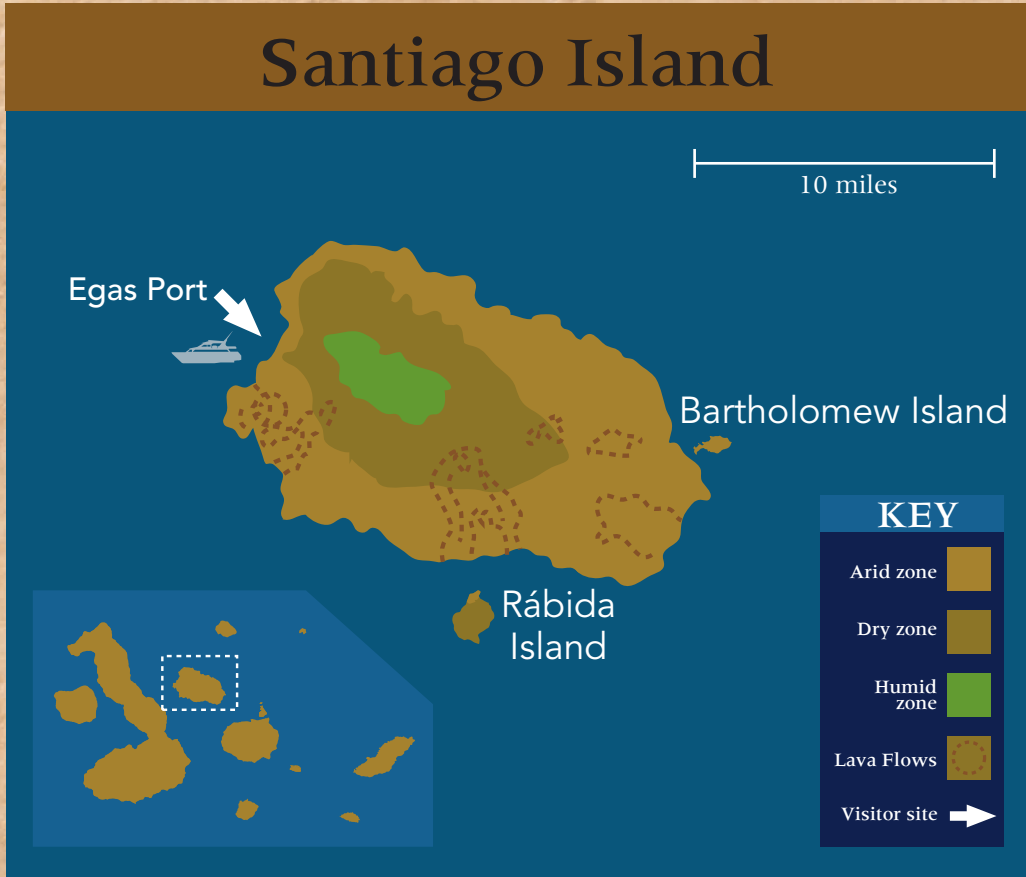 Santiago Island
10 miles
Egas Port
Bartholomew Island
Rábida
Island
KEY
Arid zone
Dry zone
Humid
zone
Lava Flows
Visitor site